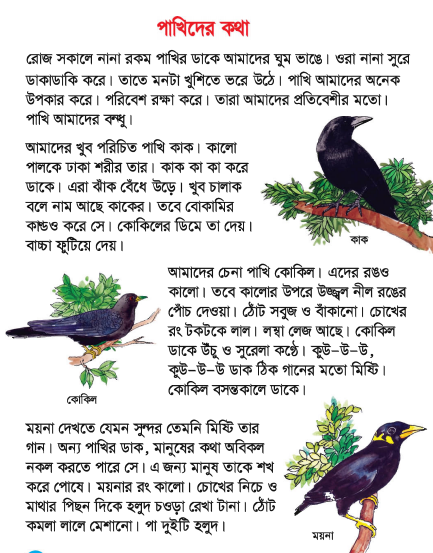 পাখিদের কথা
রোজ সকালে নানা রকম পাখির ডাকে আমাদের ঘুম ভাঙে। ওরা নানা সুরে
ডাকাডাকি করে। তাতে মনটা খুশিতে ভরে উঠে। পাখি আমাদের অনেক
উপকার করে। পরিবেশ রক্ষা করে। তারা আমাদের প্রতিবেশীর মতো।
পাখি আমাদের বন্ধু।
আমাদের খুব পরিচিত পাখি কাক। কালো
পালকে ঢাকা শরীর তার। কাক কা কা করে
ডাকে। এরা ঝাঁক বেঁধে উড়ে। খুব চালাক
বলে নাম আছে কাকের। তবে বোকামির
কাণ্ডও করে সে। কোকিলের ডিমে তা দেয়।
বাচ্চা ফুটিয়ে দেয়।
কাক
আমাদের চেনা পাখি কোকিল। এদের রঙও
কালো। তবে কালোর উপরে উজ্জ্বল নীল রঙের
পোঁচ দেওয়া। ঠোঁট সবুজ ও বাঁকানো। চোখের
রং টকটকে লাল। লম্বা লেজ আছে। কোকিল
ডাকে উঁচু ও সুরেলা কণ্ঠে। কুউ–উ–উ,
কুউ–উ–উ ডাক ঠিক গানের মতো মিষ্টি।
কোকিল বসন্তকালে ডাকে।
কোকিল
ময়না দেখতে যেমন সুন্দর তেমনি মিষ্টি তার
গান। অন্য পাখির ডাক, মানুষের কথা অবিকল
নকল করতে পারে সে। এ জন্য মানুষ তাকে শখ
করে পোষে। ময়নার রং কালো। চোখের নিচে ও
মাথার পিছন দিকে হলুদ চওড়া রেখা টানা। ঠোঁট
কমলা লালে মেশানো। পা দুইটি হলুদ।
ময়না